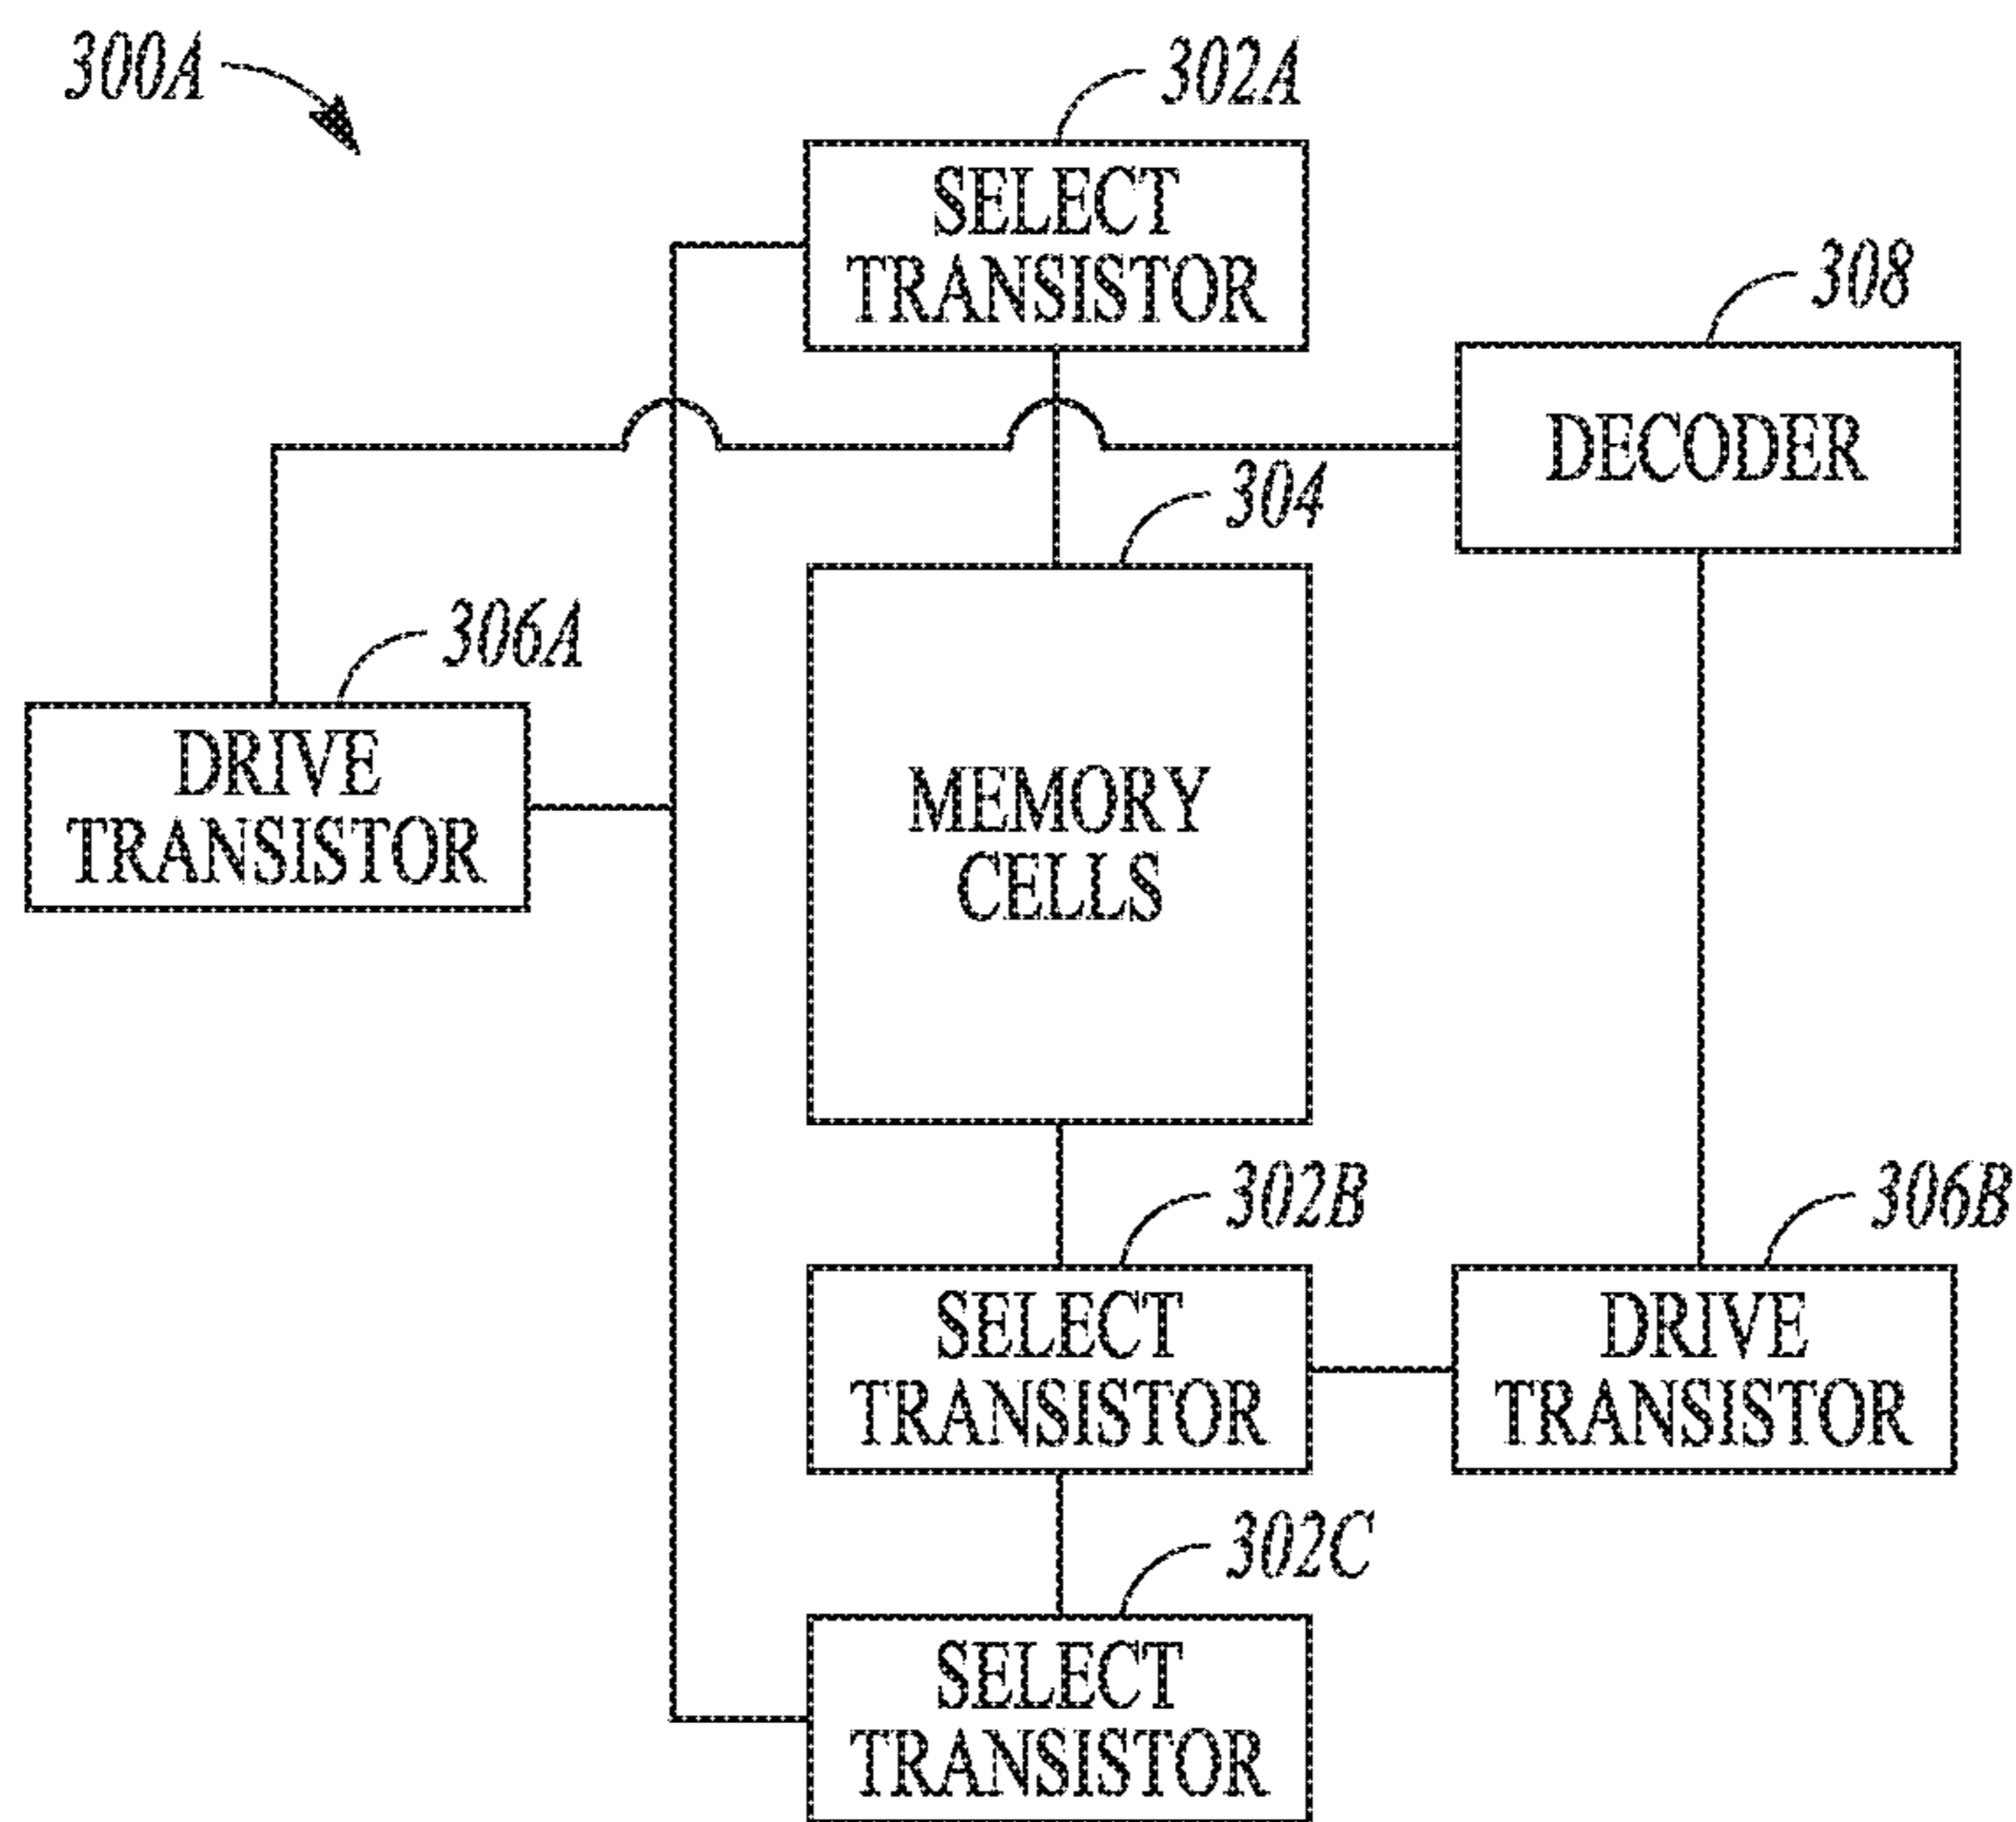 300A
302A
SELECT
TRANSISTOR
308
DECODER
304
306A
DRIVE
TRANSISTOR
MEMORY
CELLS
302B
306B
SELECT
TRANSISTOR
DRIVE
TRANSISTOR
302C
SELECT
TRANSISTOR